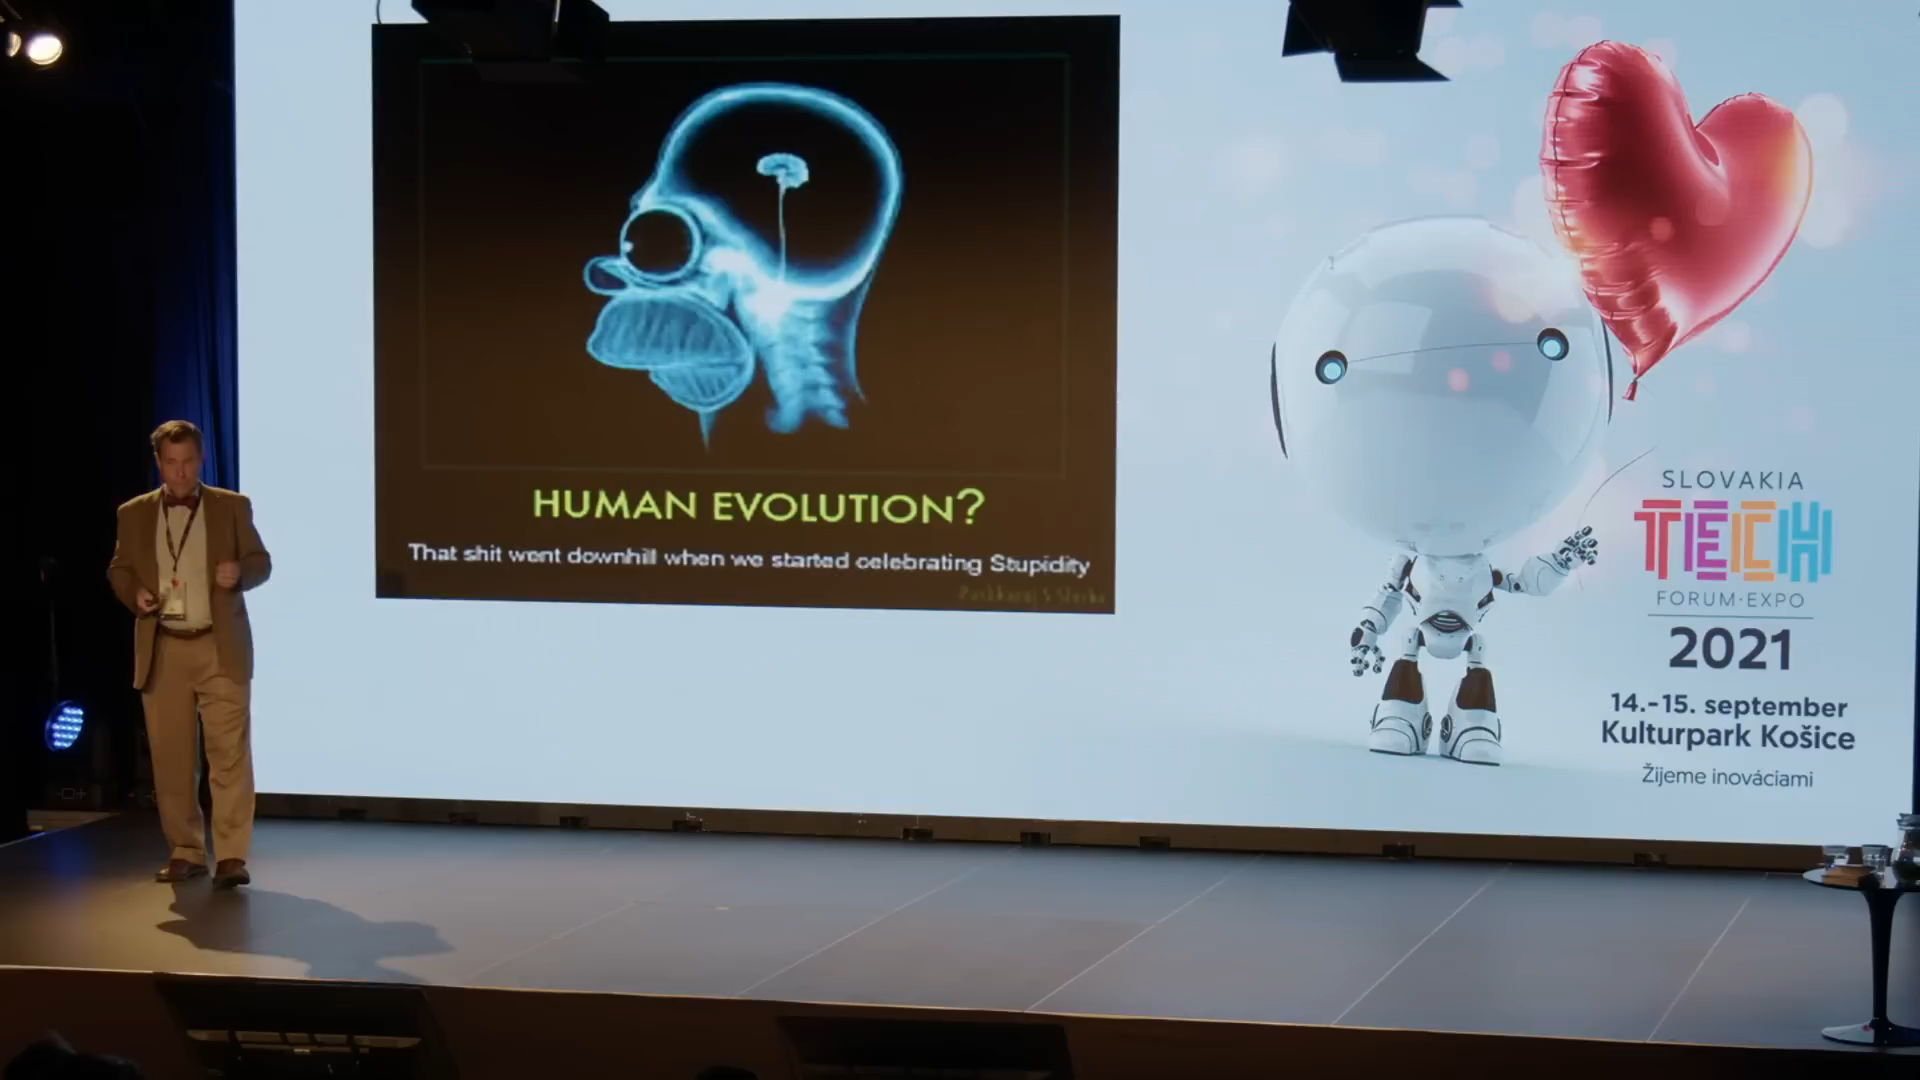 HUMAN EVOLUTION?
That shit went downhill when we started celebrating Stupidity
SLOVAKIA
TECH
FORUM·EXPO
2021
14.-15. september
Kulturpark Košice
Žijeme inováciami